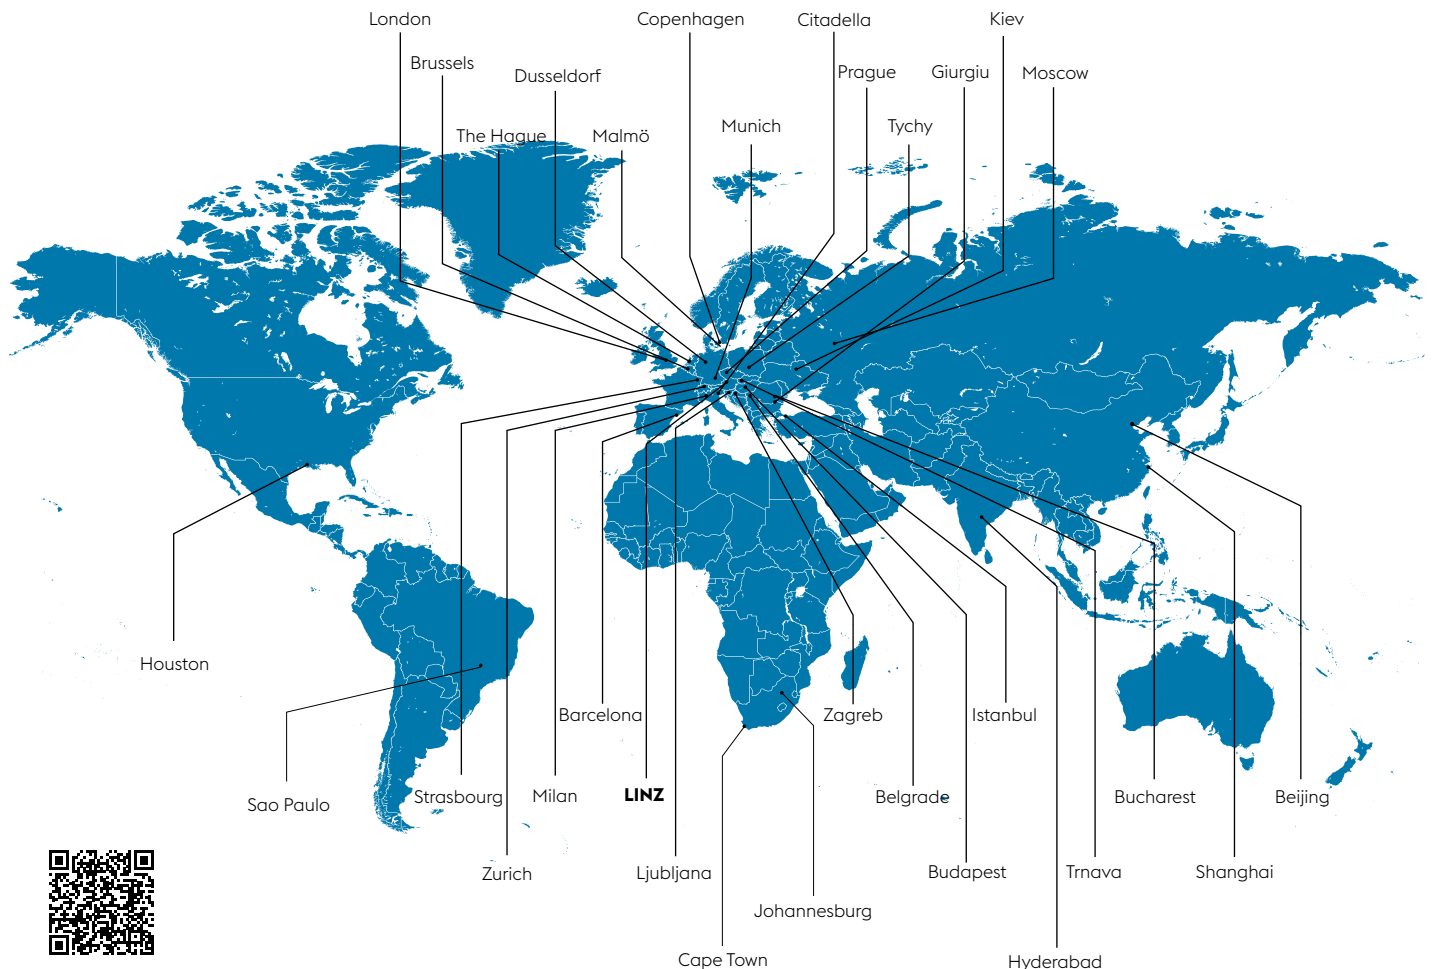 London
Copenhagen
Citadella
Kiev
Brussels
Dusseldorf
Prague
Giurgiu
Moscow
The Hague
Malmö
Munich
Tychy
Houston
Barcelona
Zagreb
Istanbul
Sao Paulo
Strasbourg
Milan
LINZ
Belgrade
Bucharest
Beijing
Zurich
Ljubljana
Budapest
Trnava
Shanghai
Johannesburg
Cape Town
Hyderabad